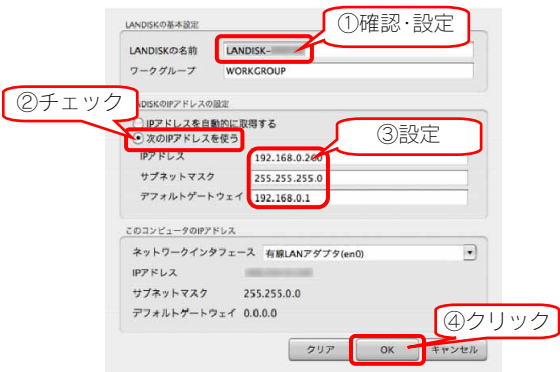 LANDISKの基本設定
①確認・設定
LANDISKの名前 LANDISK-
ワークグループ WORKGROUP
②チェック
NDISKのIPアドレスの設定
IPアドレスを自動的に取得する
次のIPアドレスを使う
③設定
IPアドレス 192.168.0.200
サブネットマスク 255.255.255.0
デフォルトゲートウェイ 192.168.0.1
このコンピュータのIPアドレス
ネットワークインタフェース 有線LANアダプタ(en0)
IPアドレス
サブネットマスク 255.255.0.0
デフォルトゲートウェイ 0.0.0.0
④クリック
クリア OK キャンセル